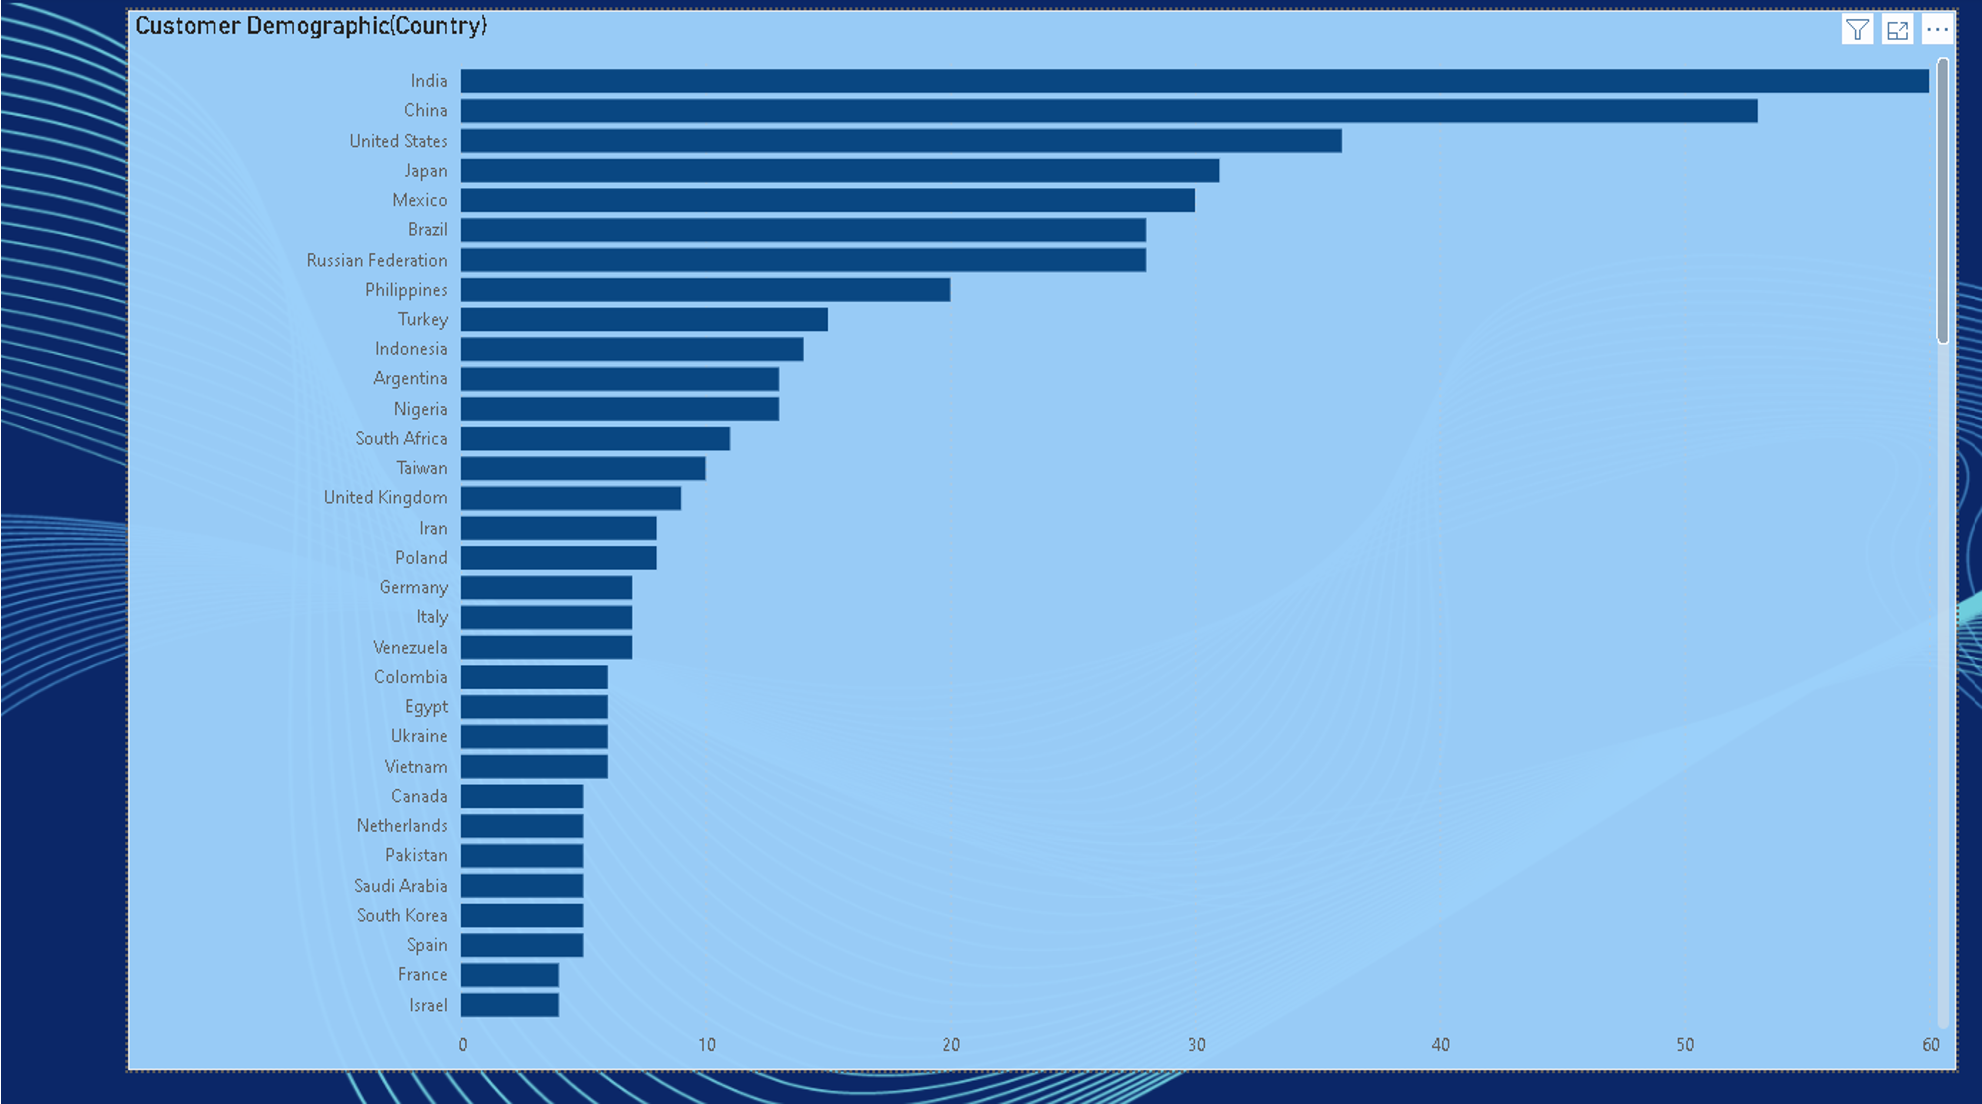 Customer Demographic(Country)
India
China
United States
Japan
Mexico
Brazil
Russian Federation
Philippines
Turkey
Indonesia
Argentina
Nigeria
South Africa
Taiwan
United Kingdom
Iran
Poland
Germany
Italy
Venezuela
Colombia
Egypt
Ukraine
Vietnam
Canada
Netherlands
Pakistan
Saudi Arabia
South Korea
Spain
France
Israel
0 10 20 30 40 50 60